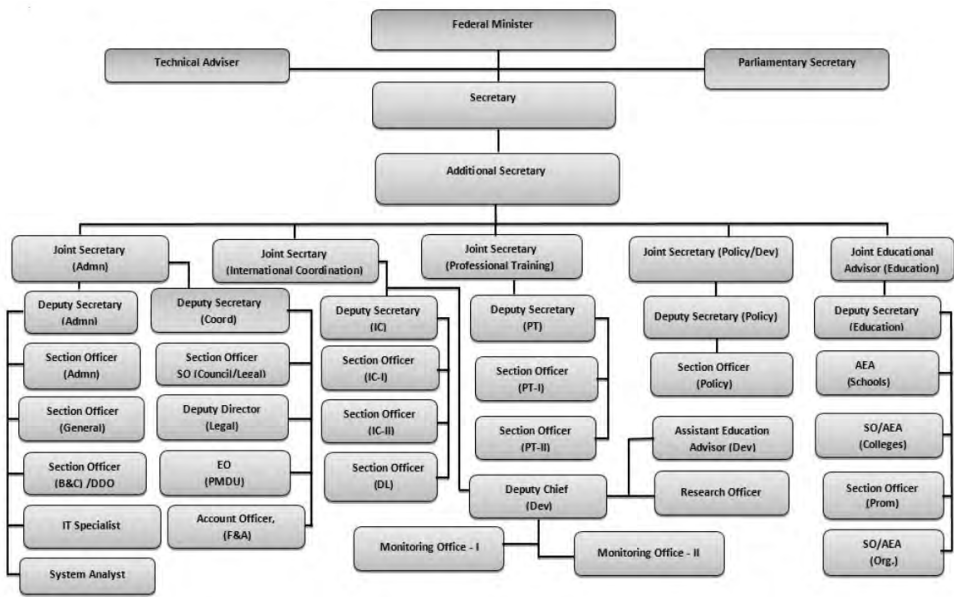 Federal Minister
Technical Adviser
Parliamentary Secretary
Secretary
Additional Secretary
Joint Secretary
(Admn)
Joint Secrtary
(International Coordination)
Joint Secretary
(Professional Training)
Joint Secretary (Policy/Dev)
Joint Educational
Advisor (Education)
Deputy Secretary
(Admn)
Deputy Secretary
(Coord)
Deputy Secretary
(IC)
Deputy Secretary
(PT)
Deputy Secretary (Policy)
Deputy Secretary
(Education)
Section Officer
(Admn)
Section Officer
SO (Council/Legal)
Section Officer
(IC-I)
Section Officer
(PT-I)
Section Officer
(Policy)
AEA
(Schools)
Section Officer
(General)
Deputy Director
(Legal)
Section Officer
(IC-II)
Section Officer
(PT-II)
Assistant Education
Advisor (Dev)
SO/AEA
(Colleges)
Section Officer
(B&C) /DDO
EO
(PMDU)
Section Officer
(DL)
Deputy Chief
(Dev)
Research Officer
Section Officer
(Prom)
IT Specialist
Account Officer,
(F&A)
Monitoring Office - I
Monitoring Office - II
SO/AEA
(Org.)
System Analyst